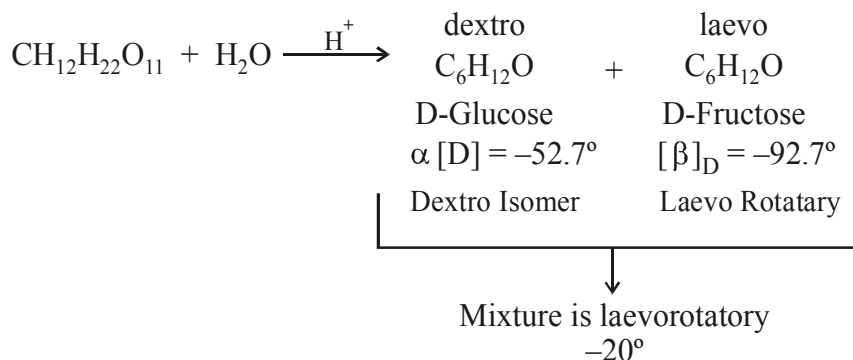 dextro laevo
CH₁₂H₂₂O₁₁ + H₂O H⁺ C₆H₁₂O + C₆H₁₂O
D-Glucose D-Fructose
α [D] = –52.7º [β]D = –92.7º
Dextro Isomer Laevo Rotatary
Mixture is laevorotatory
–20º